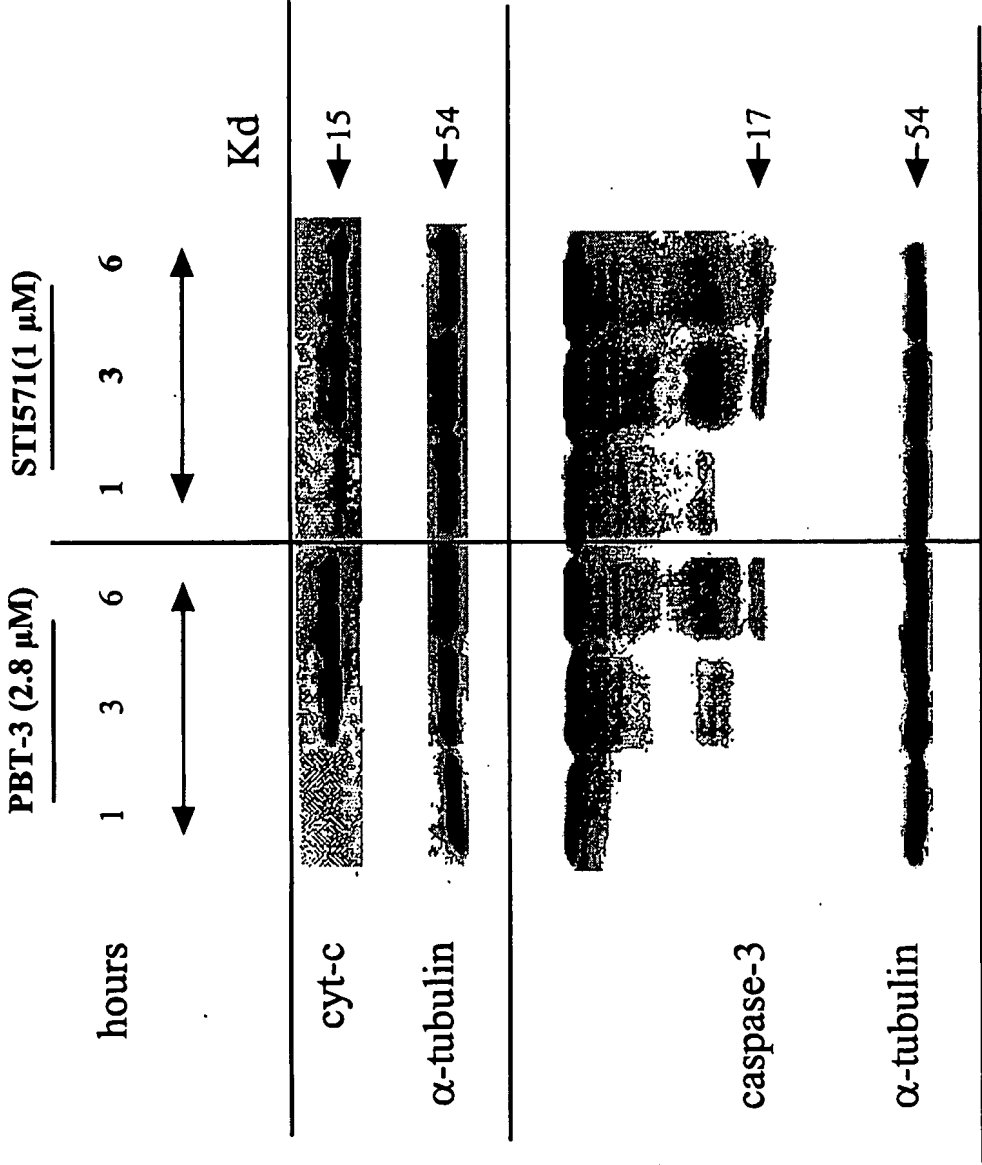 PBT-3 (2.8 µM) STI571(1 µM)
hours 1 3 6 1 3 6
Kd
cyt-c 15
α-tubulin 54
caspase-3 17
α-tubulin 54